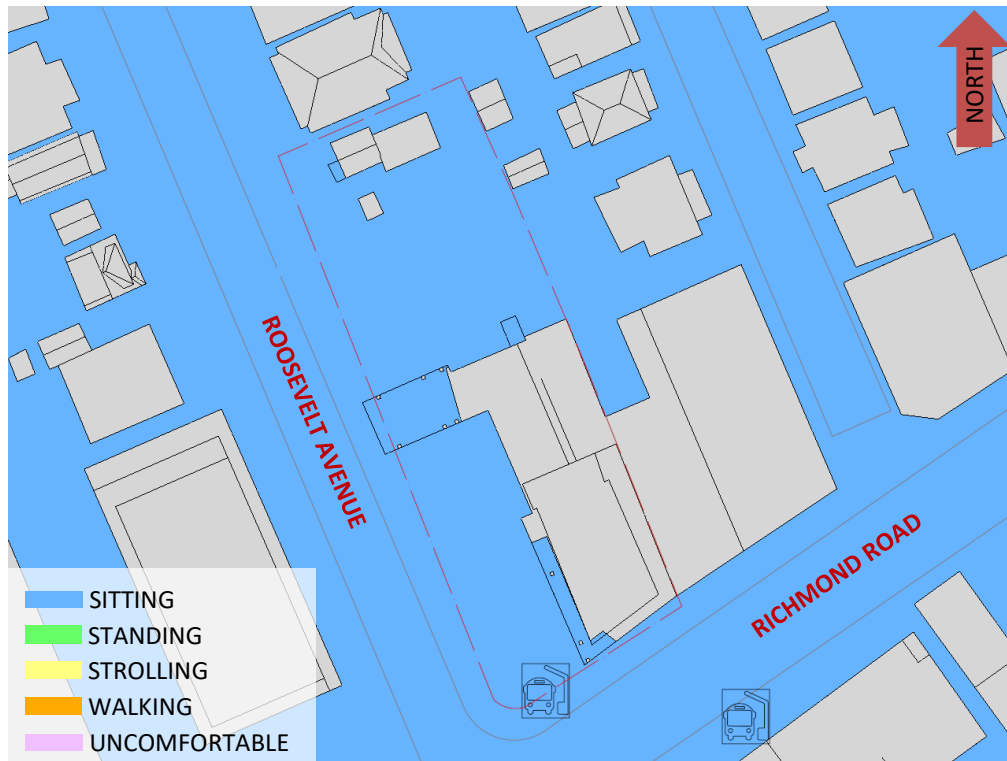 NORTH
ROOSEVELT AVENUE
RICHMOND ROAD
SITTING
STANDING
STROLLING
WALKING
UNCOMFORTABLE